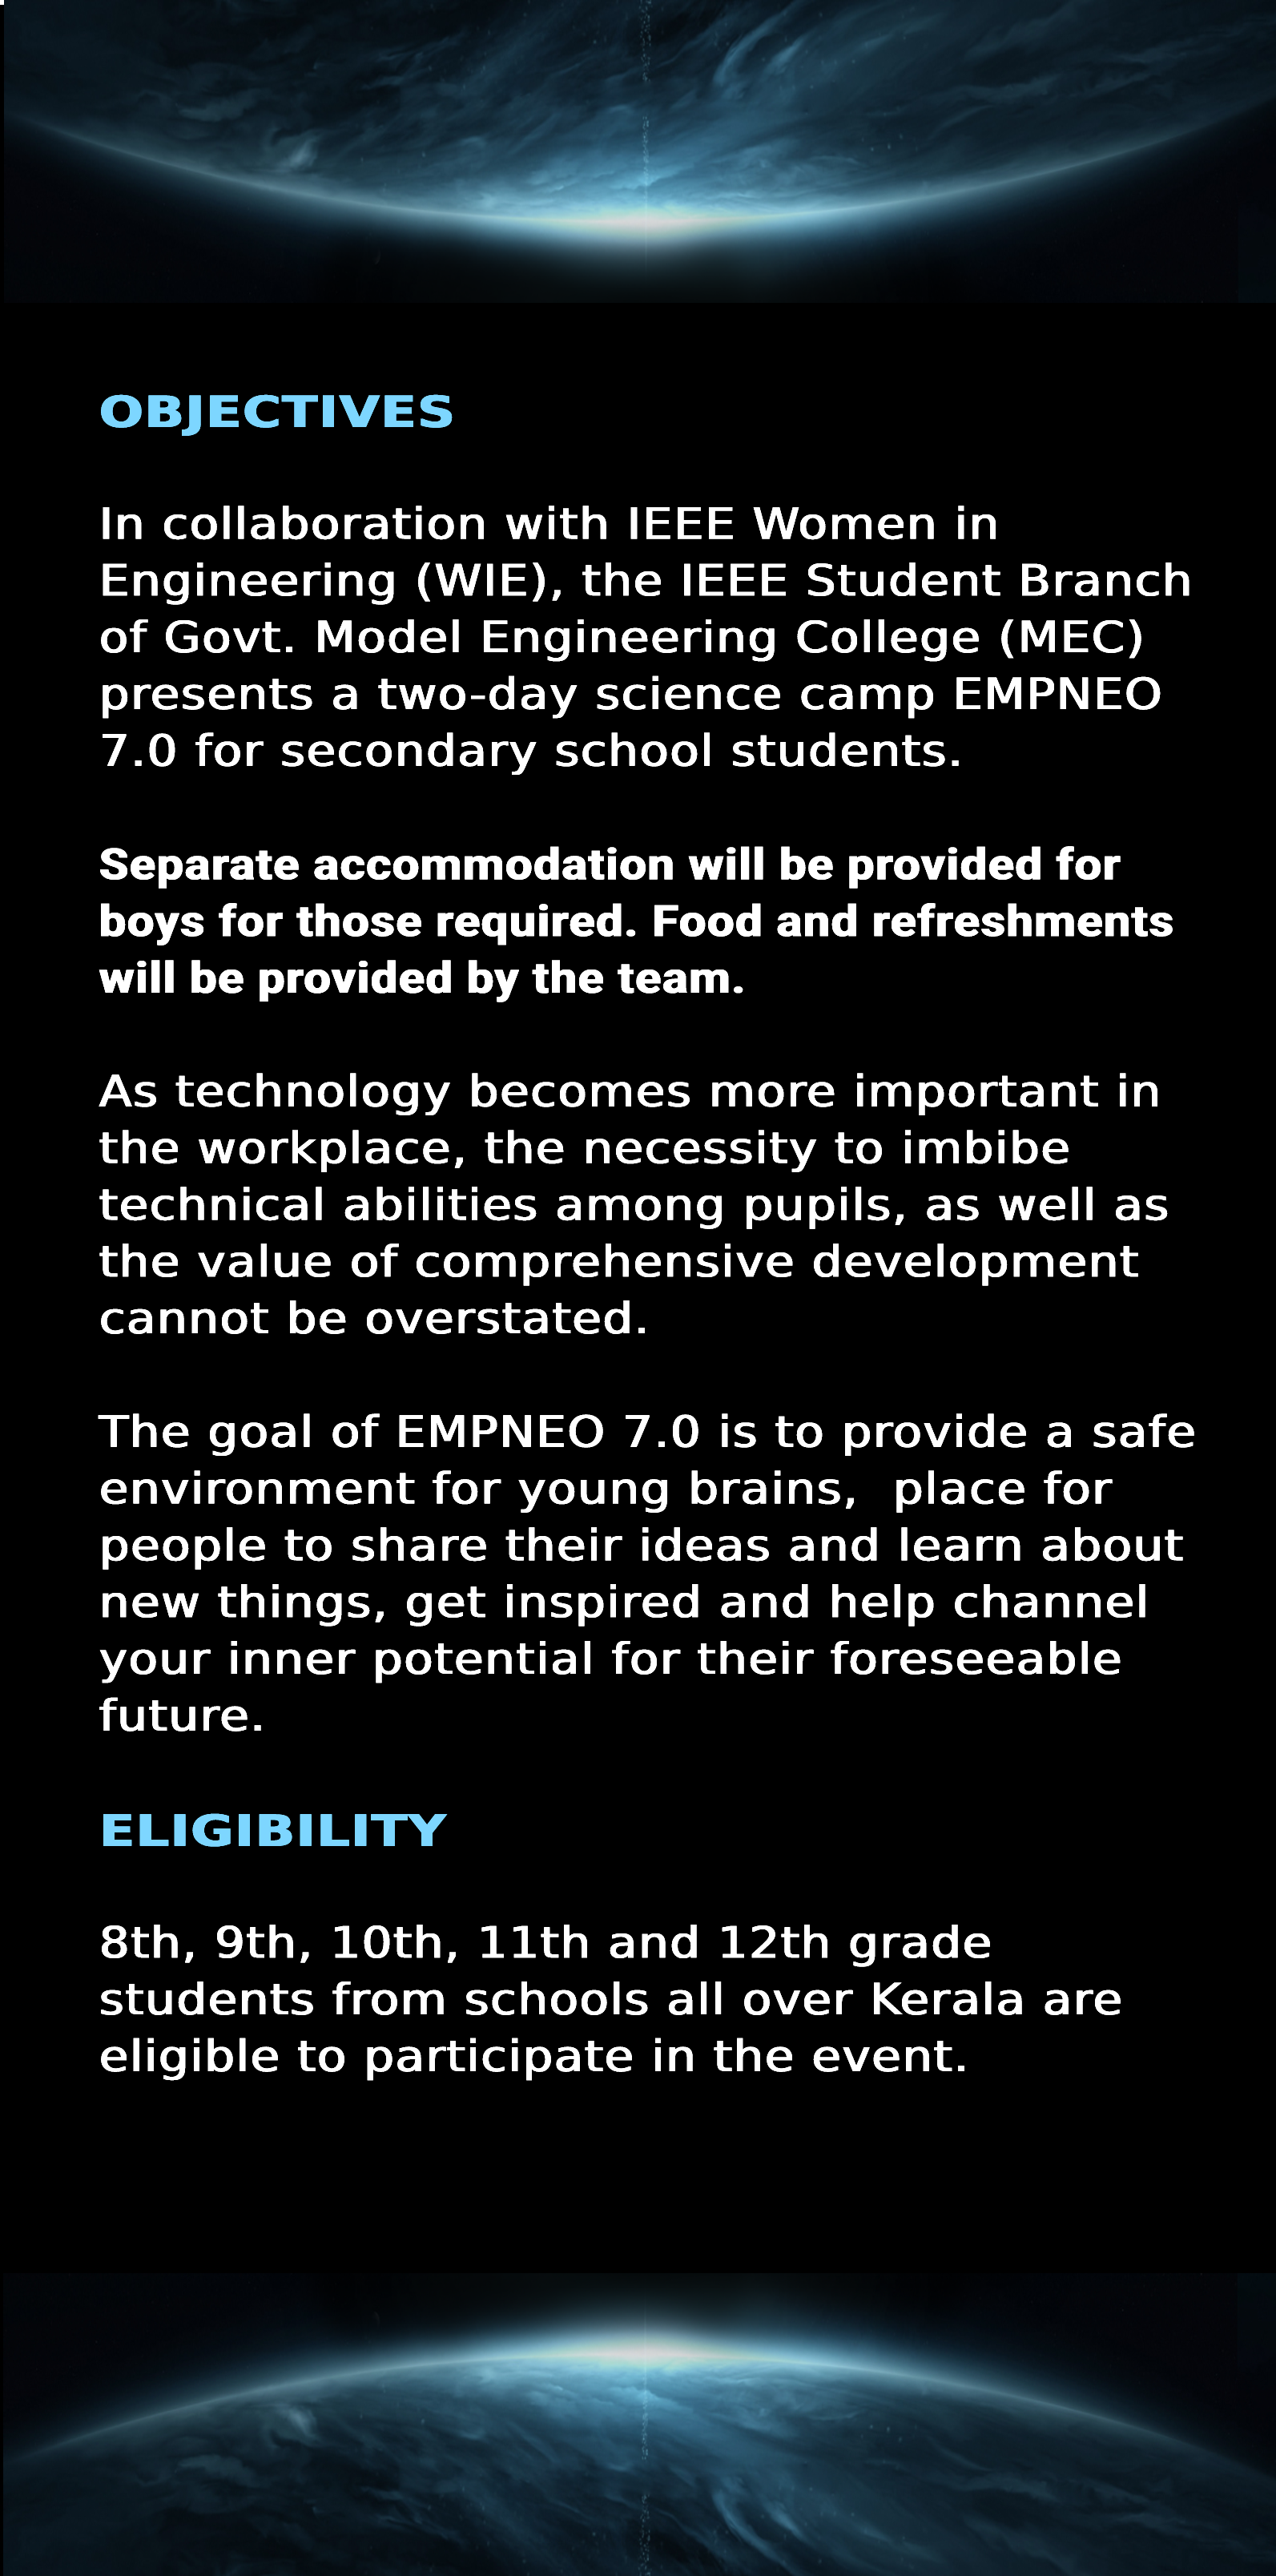 OBJECTIVES
In collaboration with IEEE Women in
Engineering (WIE), the IEEE Student Branch
of Govt. Model Engineering College (MEC)
presents a two-day science camp EMPNEO
7.0 for secondary school students.
Separate accommodation will be provided for
boys for those required. Food and refreshments
will be provided by the team.
As technology becomes more important in
the workplace, the necessity to imbibe
technical abilities among pupils, as well as
the value of comprehensive development
cannot be overstated.
The goal of EMPNEO 7.0 is to provide a safe
environment for young brains,  place for
people to share their ideas and learn about
new things, get inspired and help channel
your inner potential for their foreseeable
future.
ELIGIBILITY
8th, 9th, 10th, 11th and 12th grade
students from schools all over Kerala are
eligible to participate in the event.